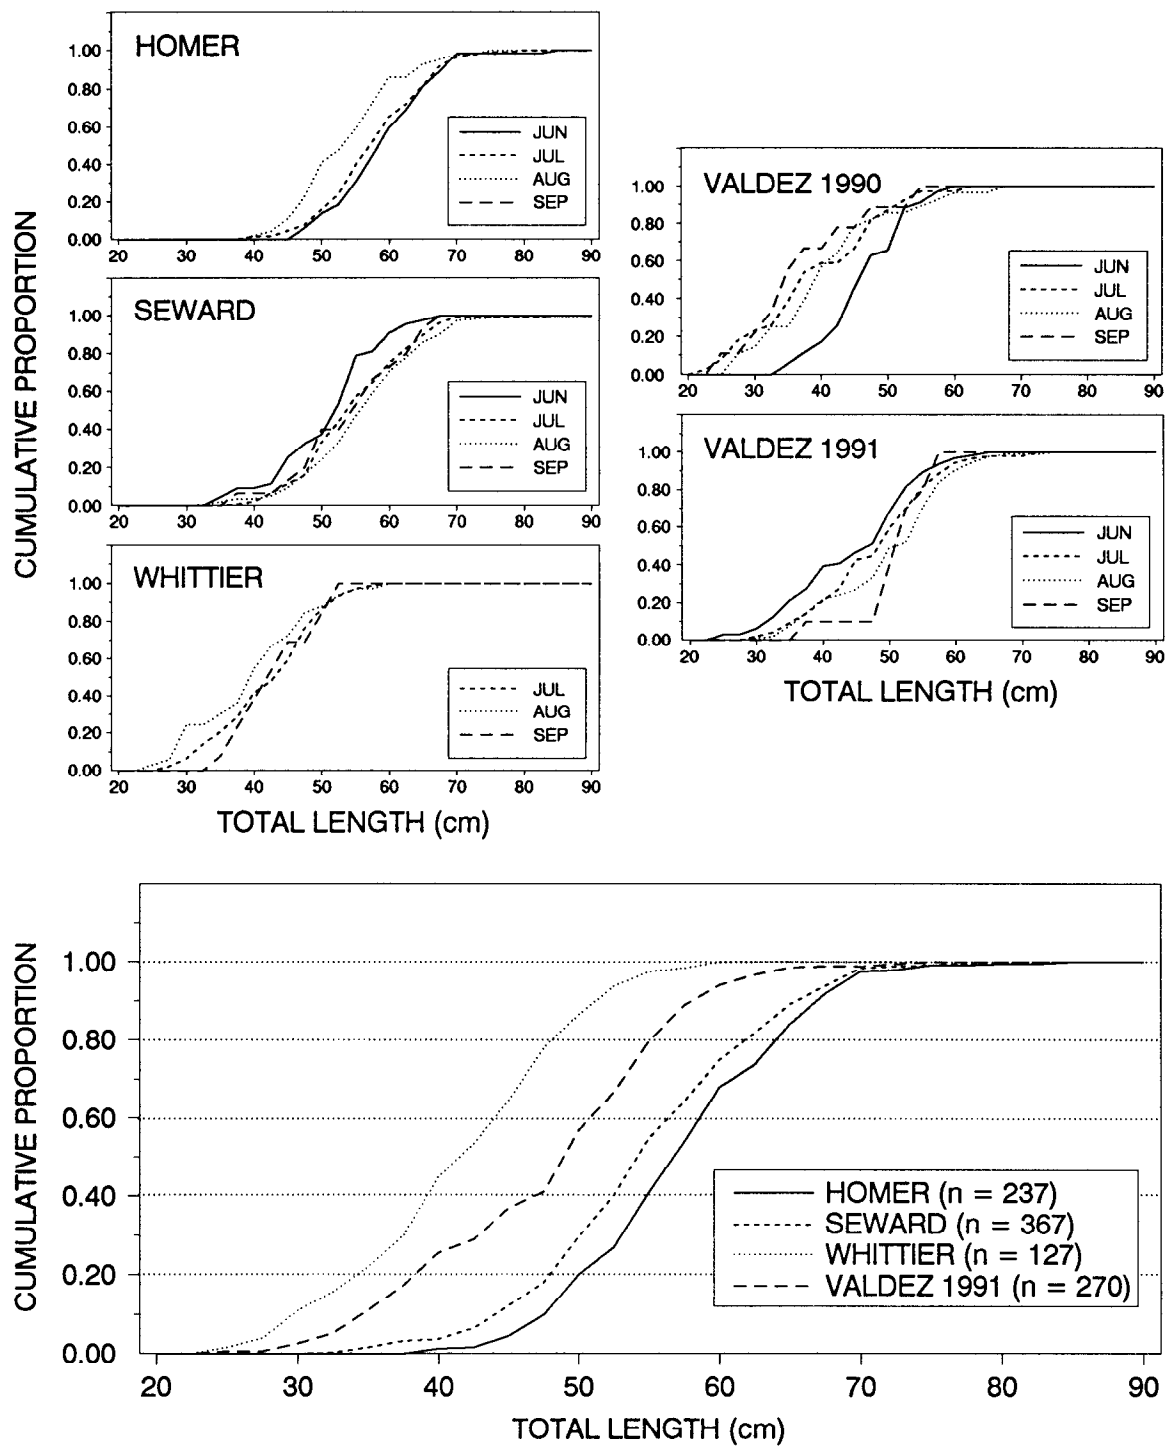 CUMULATIVE PROPORTION
HOMER
1.00
0.80
0.60
0.40
0.20
0.00
20 30 40 50 60 70 80 90
JUN
JUL
AUG
SEP
SEWARD
1.00
0.80
0.60
0.40
0.20
0.00
20 30 40 50 60 70 80 90
JUN
JUL
AUG
SEP
WHITTIER
1.00
0.80
0.60
0.40
0.20
0.00
20 30 40 50 60 70 80 90
JUL
AUG
SEP
TOTAL LENGTH (cm)
VALDEZ 1990
1.00
0.80
0.60
0.40
0.20
0.00
20 30 40 50 60 70 80 90
JUN
JUL
AUG
SEP
VALDEZ 1991
1.00
0.80
0.60
0.40
0.20
0.00
20 30 40 50 60 70 80 90
JUN
JUL
AUG
SEP
TOTAL LENGTH (cm)
CUMULATIVE PROPORTION
1.00
0.80
0.60
0.40
0.20
0.00
20 30 40 50 60 70 80 90
HOMER (n = 237)
SEWARD (n = 367)
WHITTIER (n = 127)
VALDEZ 1991 (n = 270)
TOTAL LENGTH (cm)